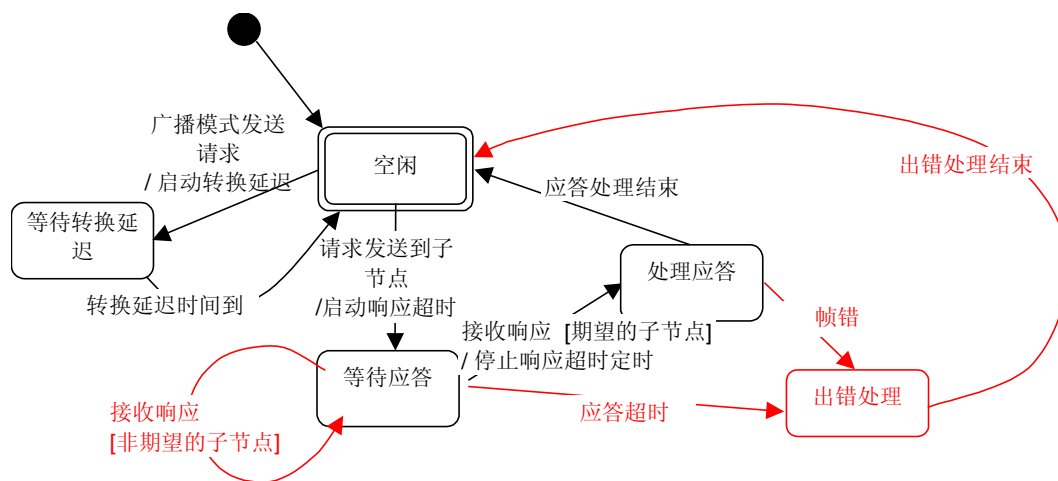 广播模式发送
请求
/ 启动转换延迟
空闲
出错处理结束
应答处理结束
等待转换延
迟
请求发送到子
节点
/启动响应超时
处理应答
转换延迟时间到
接收响应 [期望的子节点]
/ 停止响应超时定时
帧错
等待应答
出错处理
接收响应
[非期望的子节点]
应答超时